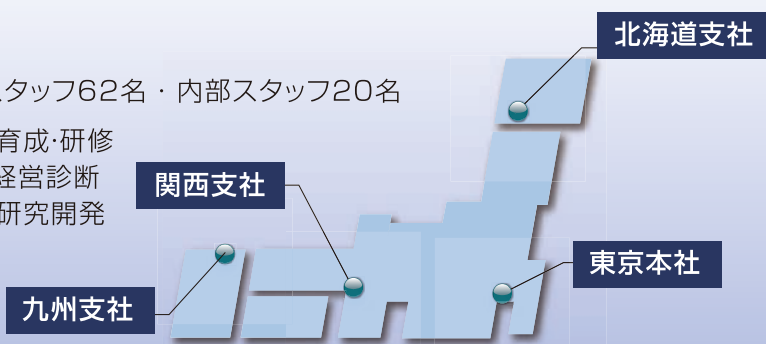 北海道支社
スタッフ62名・内部スタッフ20名
育成・研修
経営診断
研究開発
関西支社
東京本社
九州支社